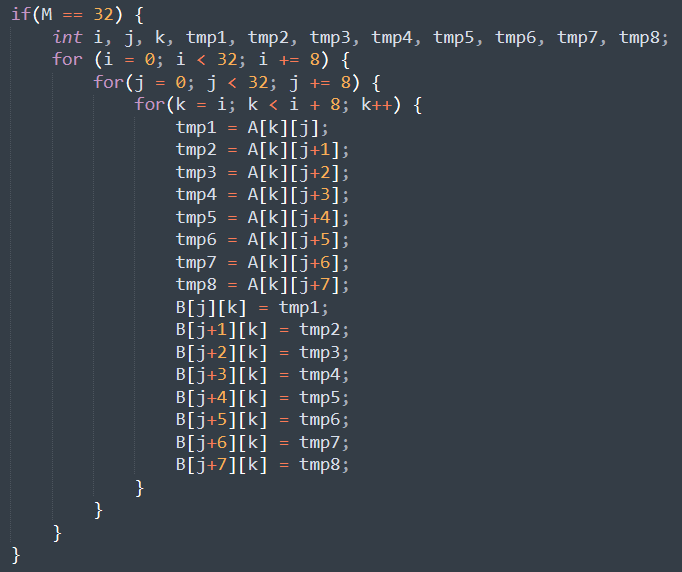 if(M == 32) {
    int i, j, k, tmp1, tmp2, tmp3, tmp4, tmp5, tmp6, tmp7, tmp8;
    for (i = 0; i < 32; i += 8) {
        for(j = 0; j < 32; j += 8) {
            for(k = i; k < i + 8; k++) {
                tmp1 = A[k][j];
                tmp2 = A[k][j+1];
                tmp3 = A[k][j+2];
                tmp4 = A[k][j+3];
                tmp5 = A[k][j+4];
                tmp6 = A[k][j+5];
                tmp7 = A[k][j+6];
                tmp8 = A[k][j+7];
                B[j][k] = tmp1;
                B[j+1][k] = tmp2;
                B[j+2][k] = tmp3;
                B[j+3][k] = tmp4;
                B[j+4][k] = tmp5;
                B[j+5][k] = tmp6;
                B[j+6][k] = tmp7;
                B[j+7][k] = tmp8;
            }
        }
    }
}